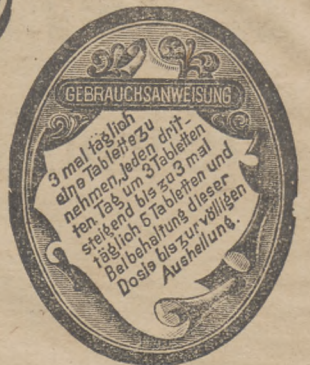 GEBRAUCHSANWEISUNG
3 mal täglich
eine Tablette zu
nehmen, jeden drit-
ten Tag um 3 Tabletten
steigend bis zu 3 mal
täglich 5 Tabletten und
Beibehaltung dieser
Dosis bis zur völligen
Ausheilung.